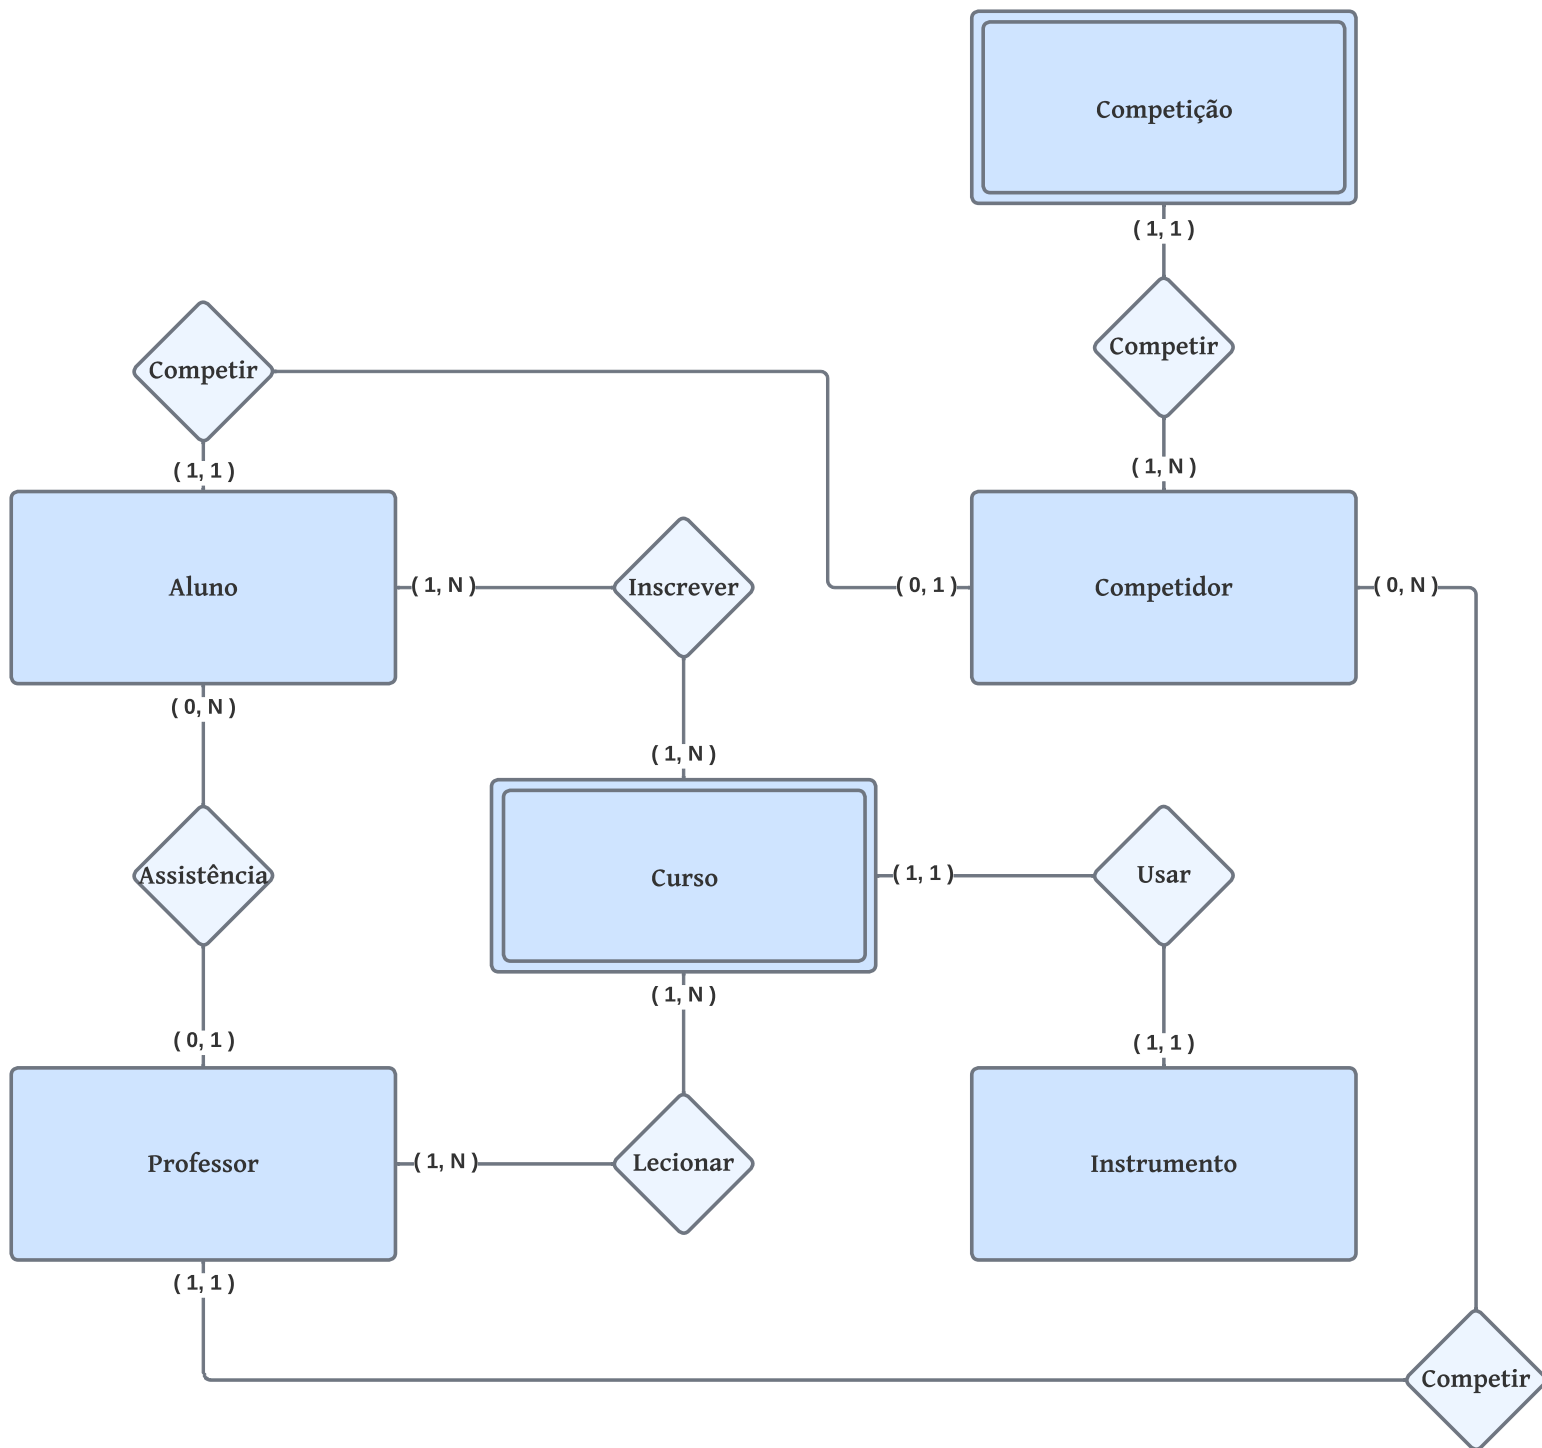 Competição
( 1, 1 )
Competir
Competir
( 1, N )
( 1, 1 )
Aluno
( 1, N )
Inscrever
( 0, 1 )
Competidor
( 0, N )
( 0, N )
( 1, N )
Assistência
Curso
( 1, 1 )
Usar
( 1, N )
( 0, 1 )
( 1, 1 )
Professor
( 1, N )
Lecionar
Instrumento
( 1, 1 )
Competir